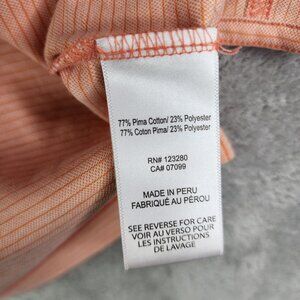 77% Pima Cotton/ 23% Polyester
77% Coton Pima/ 23% Polyester
RN# 123280
CA# 07099
MADE IN PERU
FABRIQUÉ AU PÉROU
SEE REVERSE FOR CARE
VOIR AU VERSO POUR
LES INSTRUCTIONS
DE LAVAGE